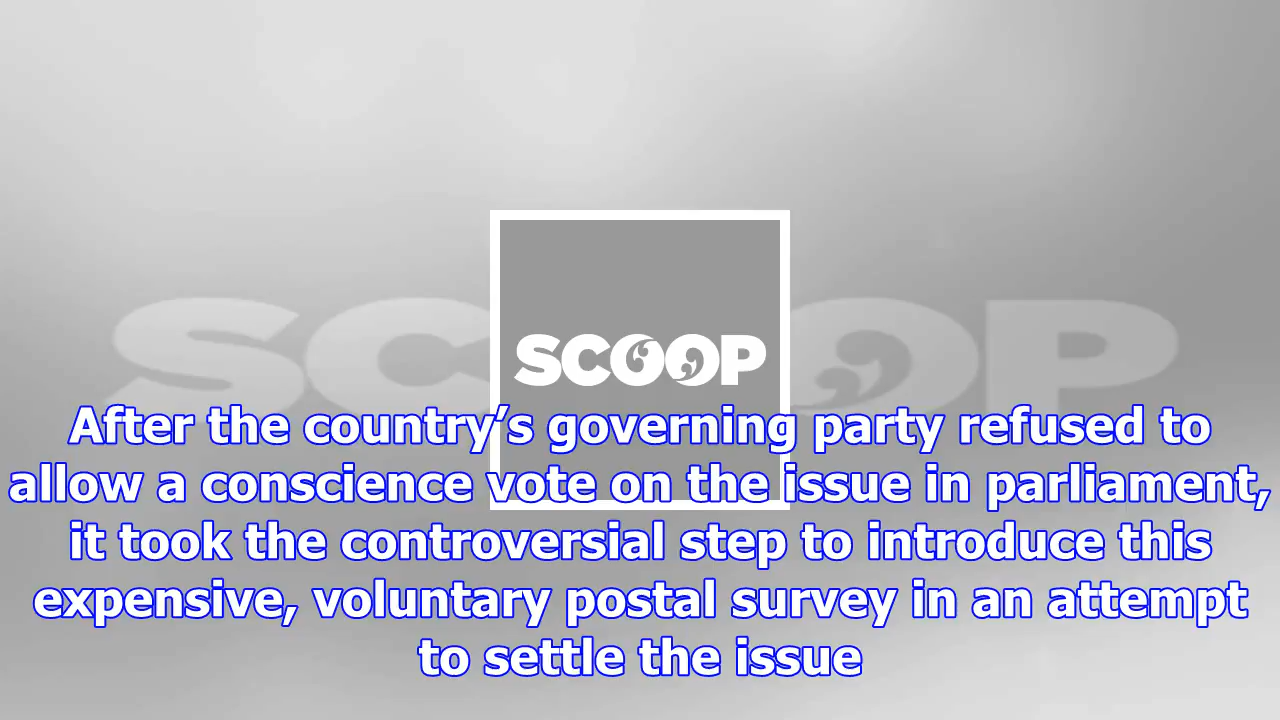 SCOOP
SCOOP
After the country’s governing party refused to
allow a conscience vote on the issue in parliament,
it took the controversial step to introduce this
expensive, voluntary postal survey in an attempt
to settle the issue